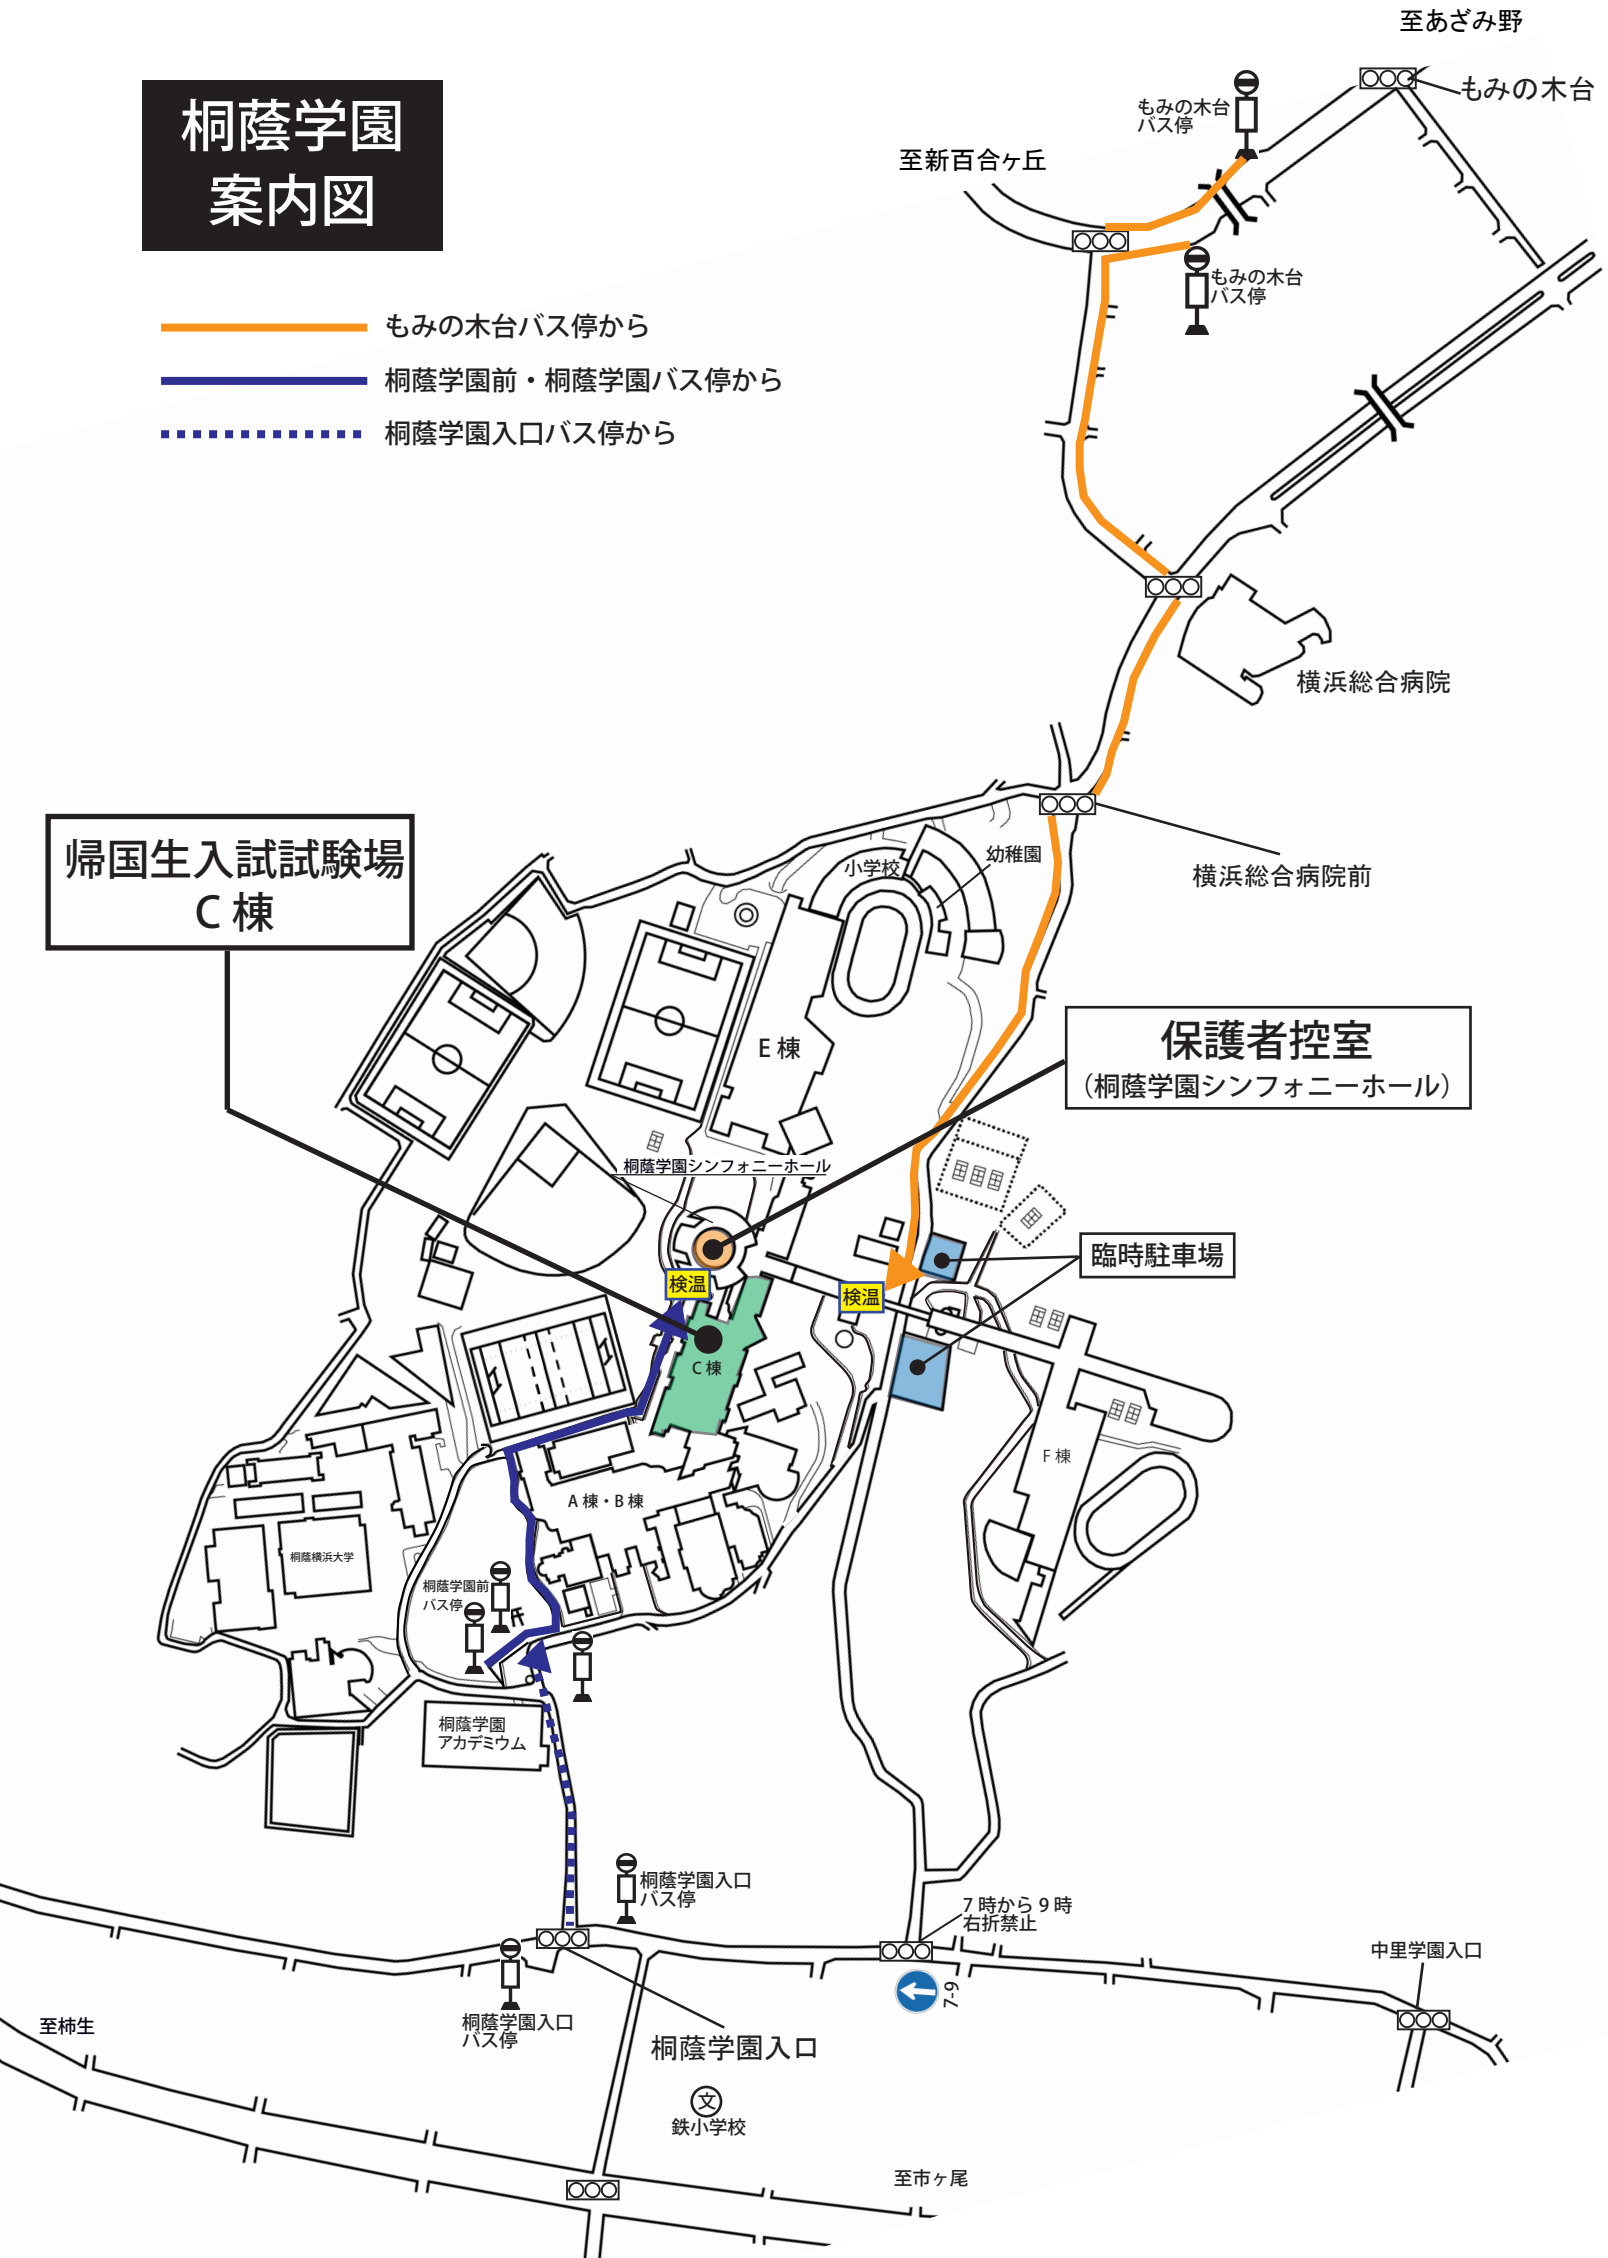 至あざみ野
もみの木台
桐蔭学園
案内図
もみの木台
バス停
至新百合ヶ丘
もみの木台
バス停
もみの木台バス停から
桐蔭学園前・桐蔭学園バス停から
桐蔭学園入口バス停から
横浜総合病院
帰国生入試試験場
C 棟
小学校
幼稚園
横浜総合病院前
E 棟
保護者控室
（桐蔭学園シンフォニーホール）
桐蔭学園シンフォニーホール
臨時駐車場
検温
検温
C 棟
F 棟
A 棟・B 棟
桐蔭横浜大学
桐蔭学園前
バス停
桐蔭学園
アカデミウム
桐蔭学園入口
バス停
7 時から 9 時
右折禁止
中里学園入口
7-9
桐蔭学園入口
バス停
至柿生
桐蔭学園入口
文
鉄小学校
至市ヶ尾